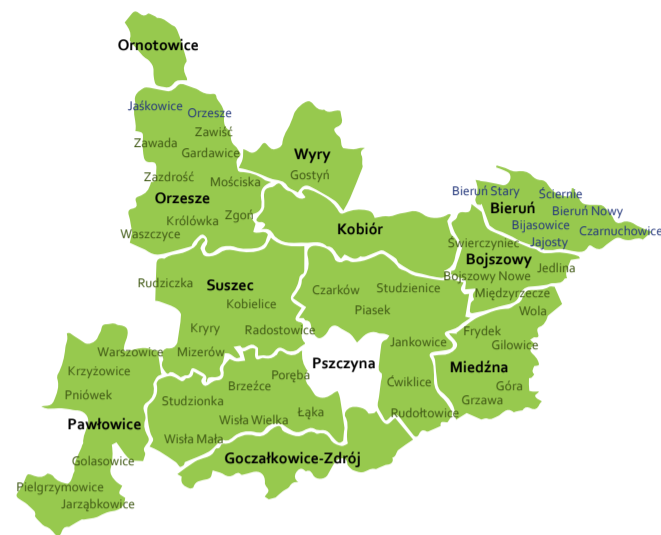 Ornotowice
Jaśkowice
Orzesze
Zawiść
Zawada
Gardawice
Zazdrość
Mościska
Orzesze
Królówka
Zgoń
Waszczyce
Wyry
Gostyń
Kobiór
Bieruń Stary
Ściernie
Bieruń
Bieruń Nowy
Bijasowice
Czarnuchowice
Jajosty
Świerczyniec
Bojszowy
Jedlina
Bojszowy Nowe
Międzyrzecze
Wola
Rudziczka
Suszec
Kobielice
Kryry
Radostowice
Mizerów
Czarków
Studzienice
Piasek
Jankowice
Pszczyna
Ćwiklice
Rudołtowice
Frydek
Gilowice
Miedźna
Góra
Grzawa
Warszowice
Krzyżowice
Pniówek
Pawłowice
Golasowice
Pielgrzymowice
Jarząbkowice
Poręba
Brzeźce
Studzionka
Łąka
Wisła Wielka
Wisła Mała
Goczałkowice-Zdrój